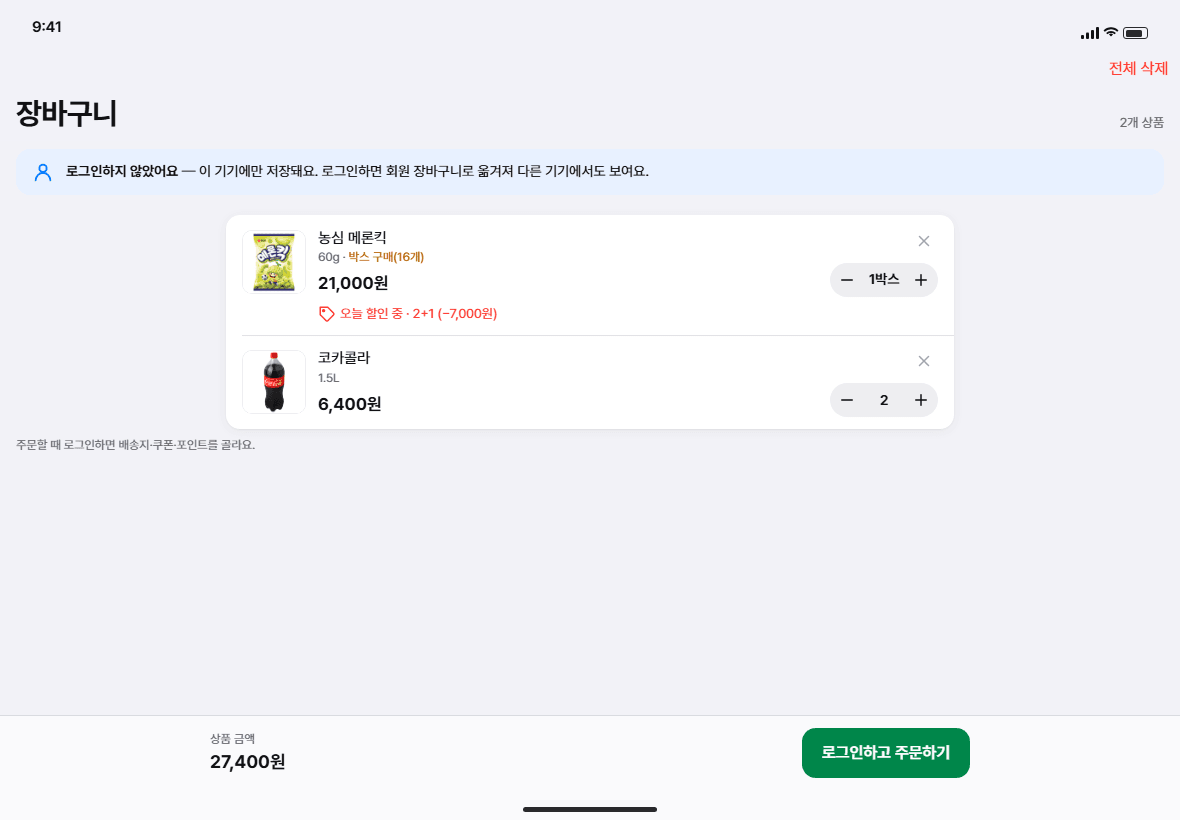 9:41
전체 삭제
장바구니
2개 상품
로그인하지 않았어요 — 이 기기에만 저장돼요. 로그인하면 회원 장바구니로 옮겨져 다른 기기에서도 보여요.
메론킥
농심 메론킥
60g · 박스 구매(16개)
21,000원
1박스
오늘 할인 중 · 2+1 (−7,000원)
Coca-Cola
코카콜라
1.5L
6,400원
2
주문할 때 로그인하면 배송지·쿠폰·포인트를 골라요.
상품 금액
27,400원
로그인하고 주문하기